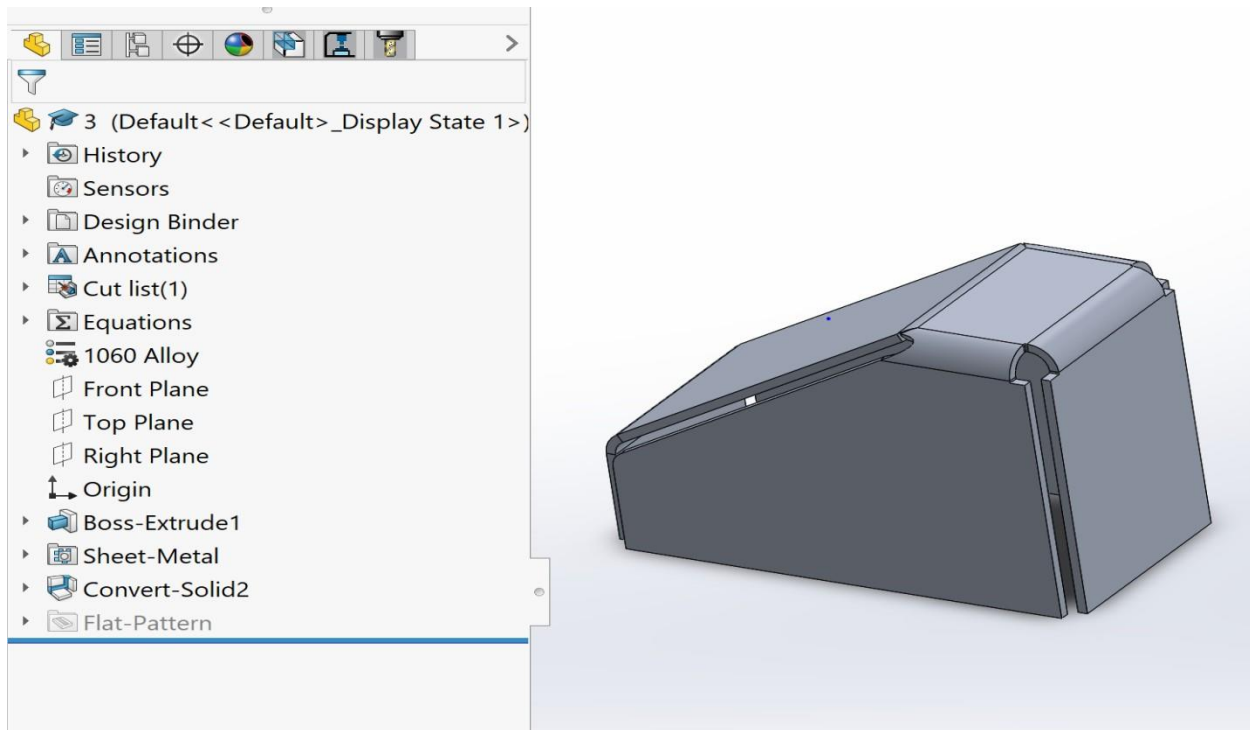 3 (Default<<Default>_Display State 1>)
History
Sensors
Design Binder
Annotations
Cut list(1)
Equations
1060 Alloy
Front Plane
Top Plane
Right Plane
Origin
Boss-Extrude1
Sheet-Metal
Convert-Solid2
Flat-Pattern